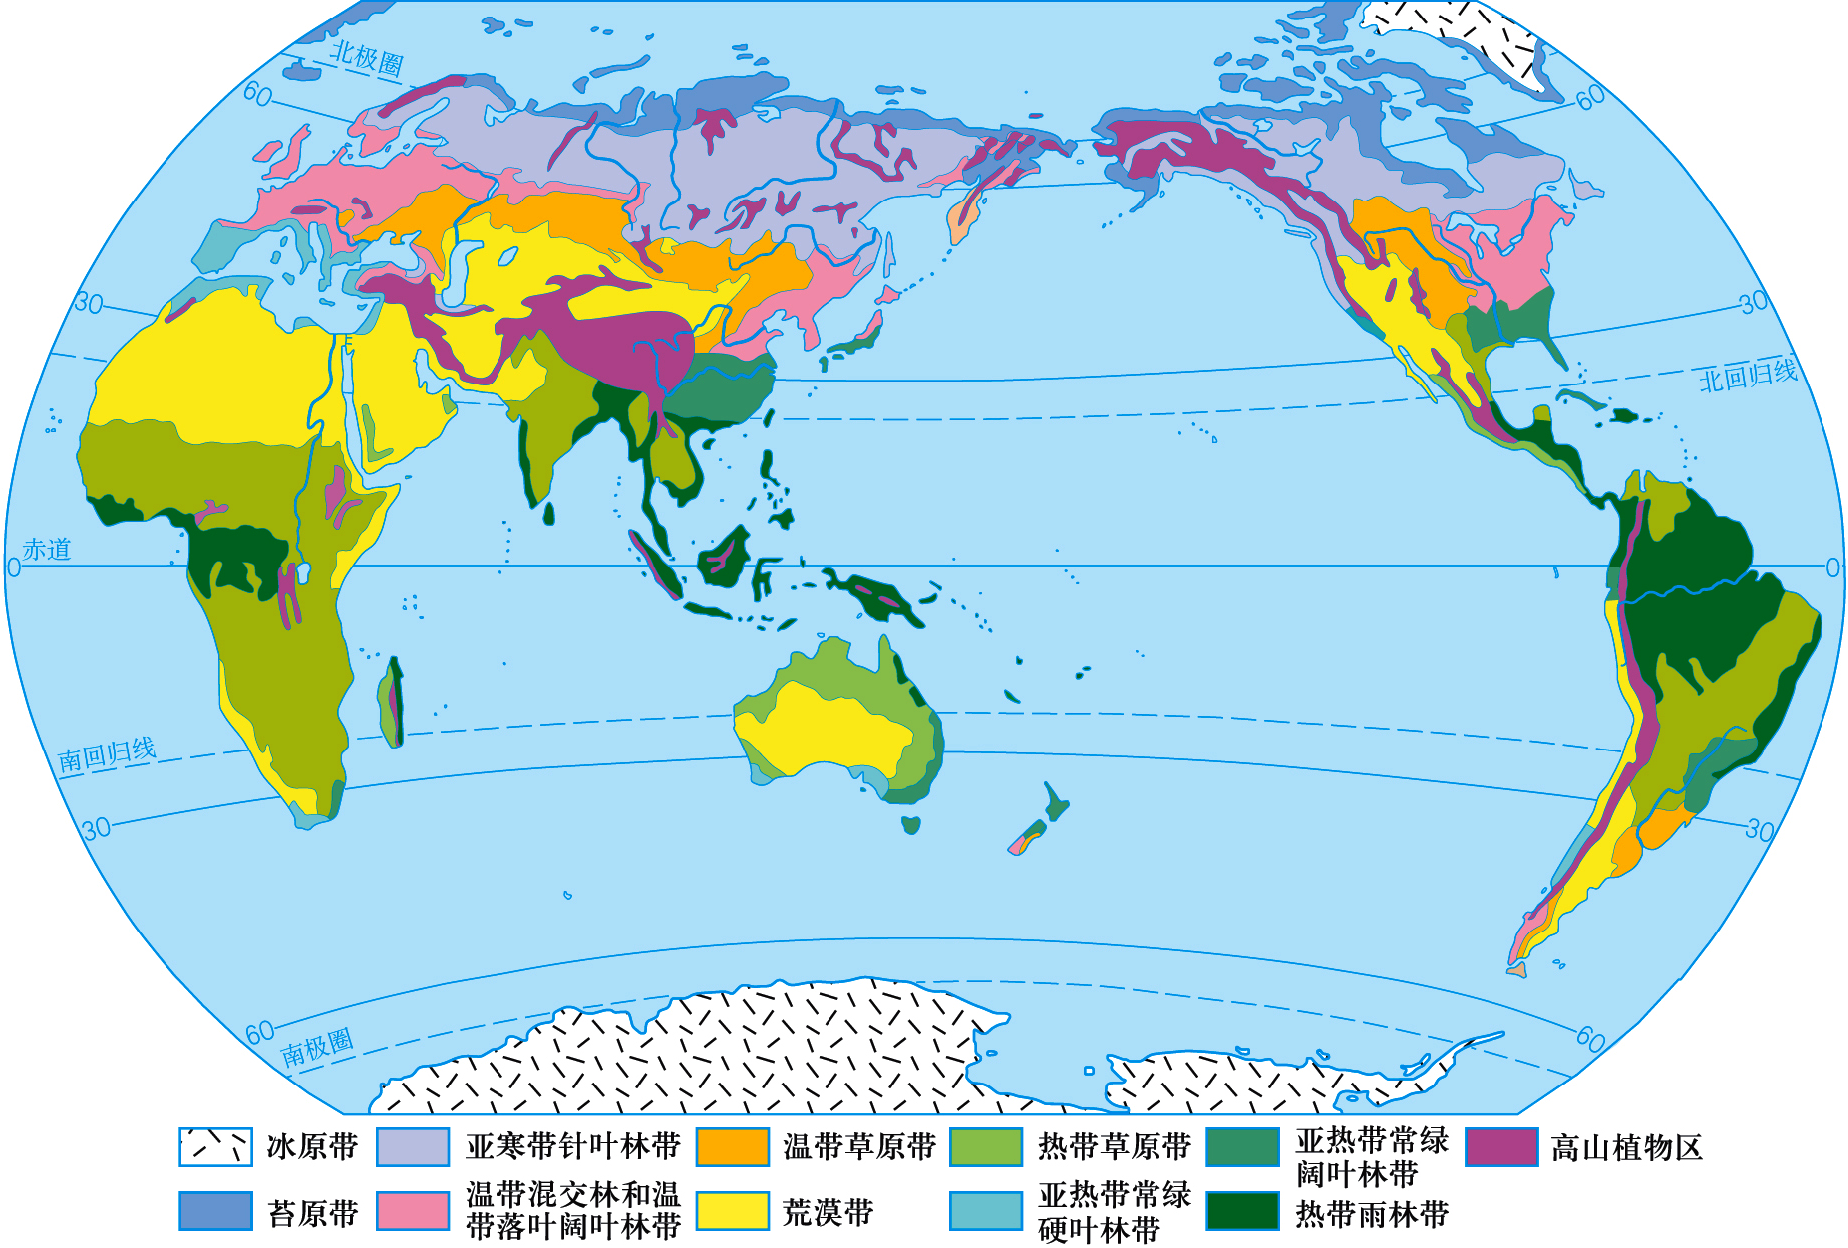 北极圈
60
60
30
30
北回归线
赤道
0
0
南回归线
30
30
60
60
南极圈
冰原带
亚寒带针叶林带
温带草原带
热带草原带
亚热带常绿
阔叶林带
高山植物区
苔原带
温带混交林和温
带落叶阔叶林带
荒漠带
亚热带常绿
硬叶林带
热带雨林带